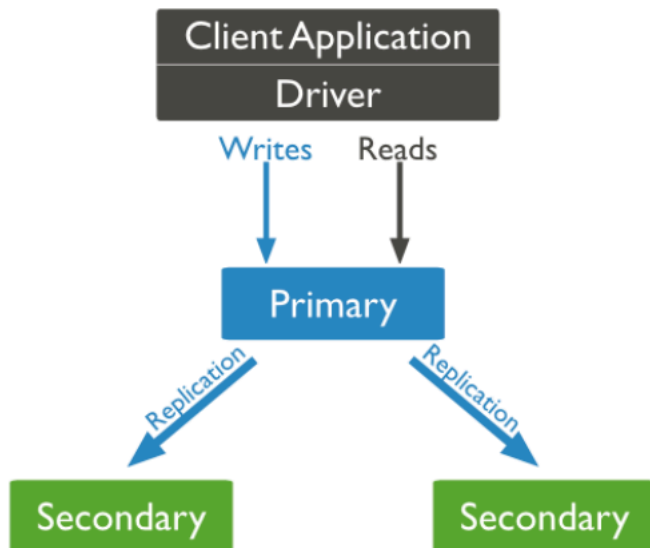 Client Application
Driver
Writes
Reads
Primary
Replication
Replication
Secondary
Secondary